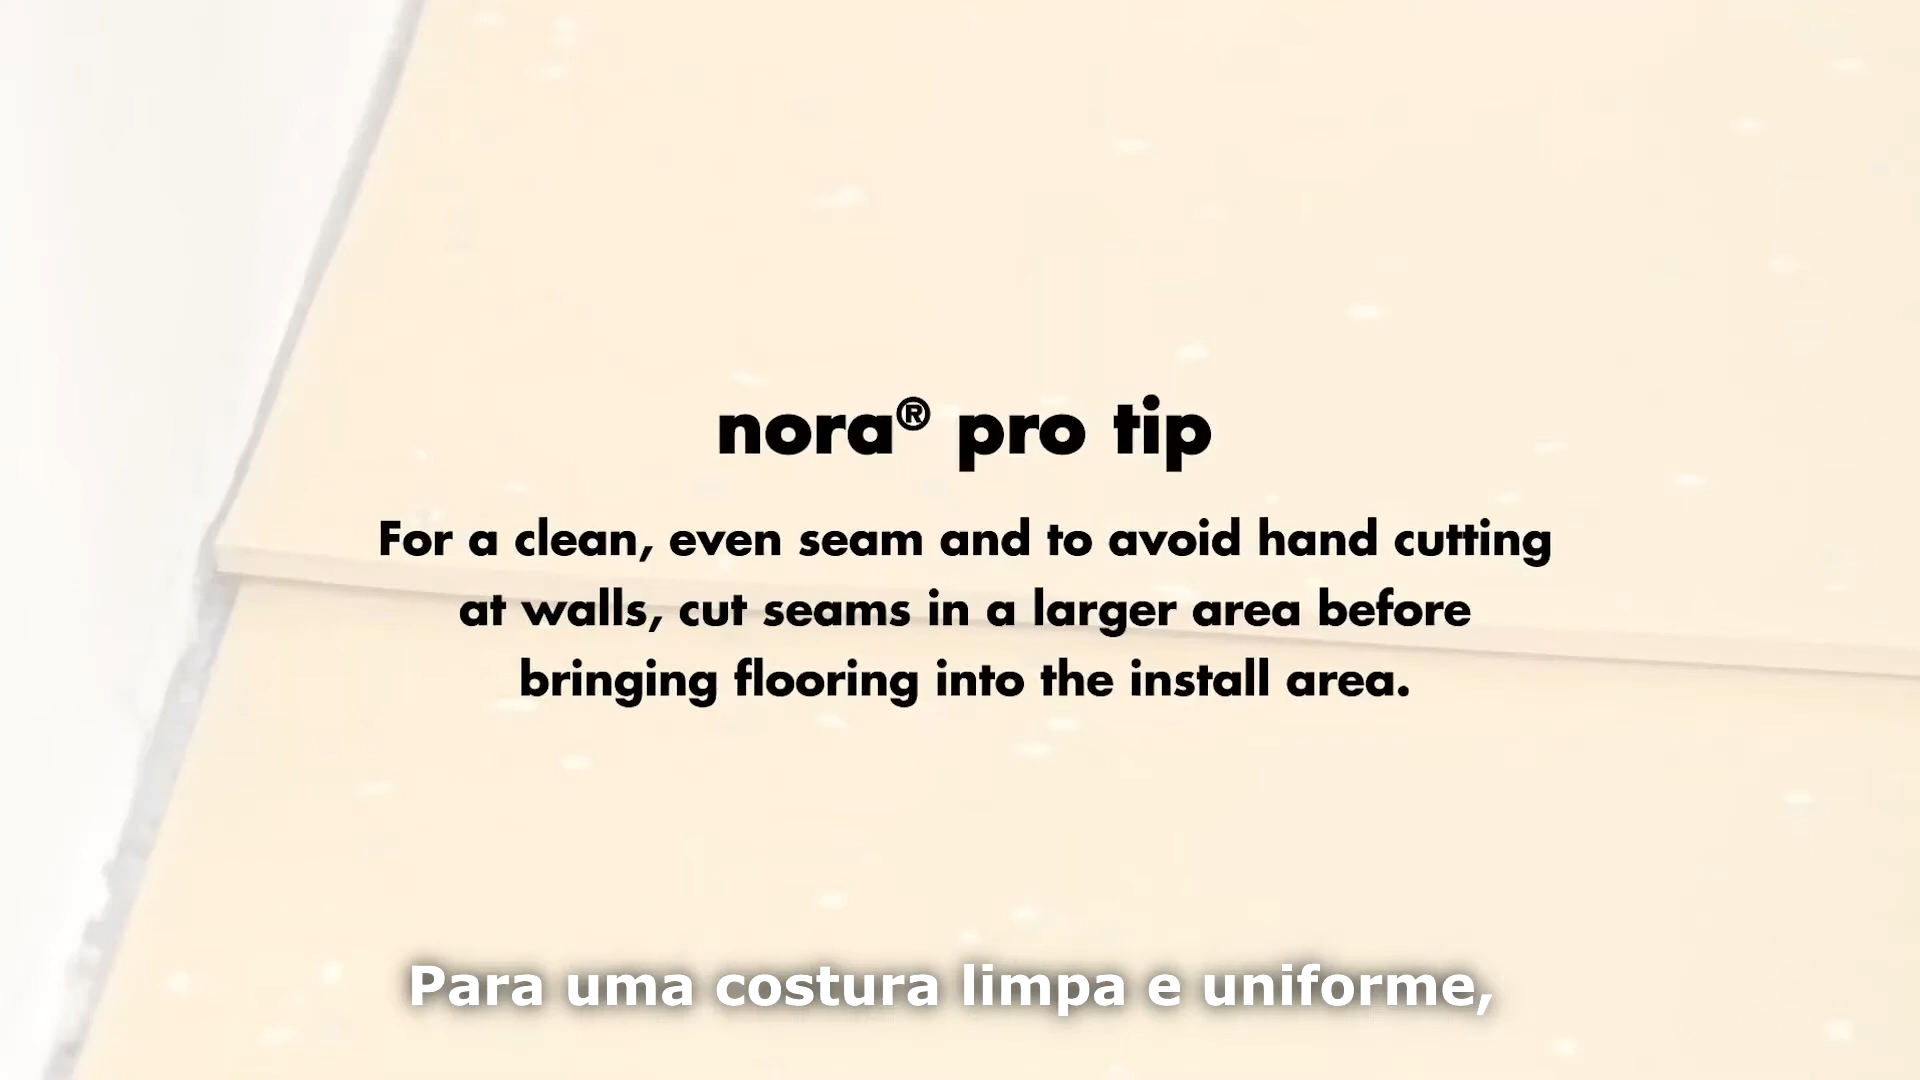 nora® pro tip
For a clean, even seam and to avoid hand cutting
at walls, cut seams in a larger area before
bringing flooring into the install area.
Para uma costura limpa e uniforme,